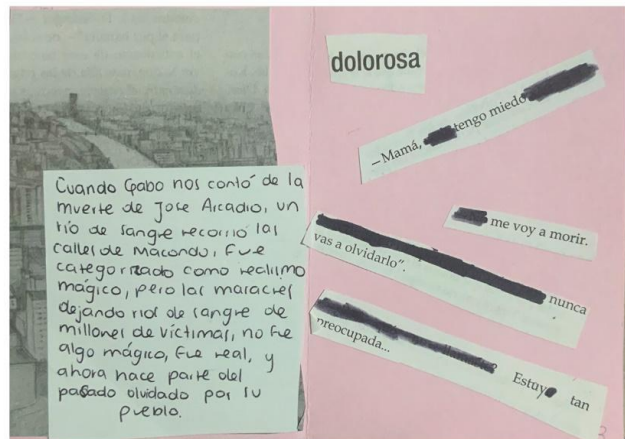 Cuando Gabo nos contó de la
muerte de Jose Arcadio, un
río de sangre recorrió las
calles de Macondo, Fue
categorizado como realismo
mágico, pero las masacres
dejando rios de sangre de
millones de víctimas, no fue
algo mágico, Fue real, y
ahora hace parte del
pasado olvidado por su
pueblo.
dolorosa
—Mamá, tengo miedo
me voy a morir.
nunca
vas a olvidarlo”.
Estuy tan
preocupada...